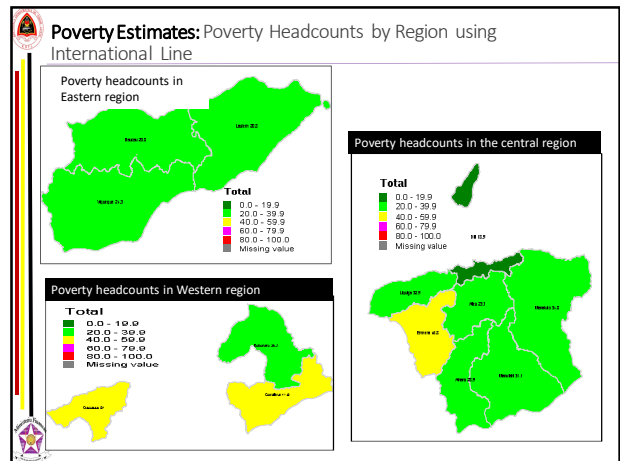 Poverty Estimates: Poverty Headcounts by Region using
International Line
Poverty headcounts in
Eastern region
Total
0.0 - 19.9
20.0 - 39.9
40.0 - 59.9
60.0 - 79.9
80.0 - 100.0
Missing value
Poverty headcounts in the central region
Total
0.0 - 19.9
20.0 - 39.9
40.0 - 59.9
60.0 - 79.9
80.0 - 100.0
Missing value
Poverty headcounts in Western region
Total
0.0 - 19.9
20.0 - 39.9
40.0 - 59.9
60.0 - 79.9
80.0 - 100.0
Missing value